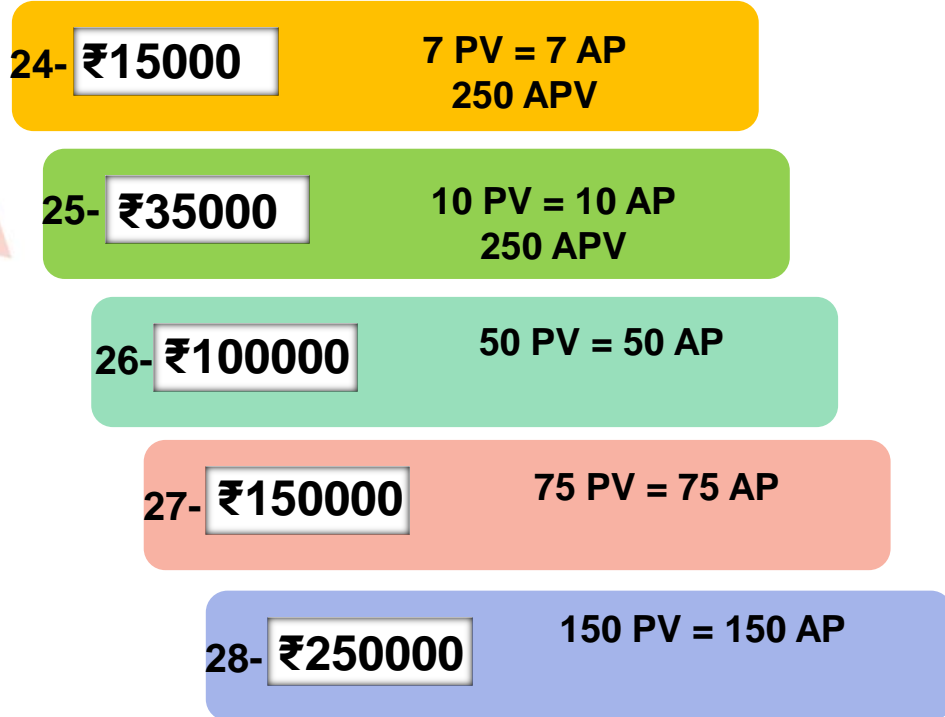 24- ₹15000 7 PV = 7 AP
250 APV
25- ₹35000 10 PV = 10 AP
250 APV
26- ₹100000 50 PV = 50 AP
27- ₹150000 75 PV = 75 AP
28- ₹250000 150 PV = 150 AP